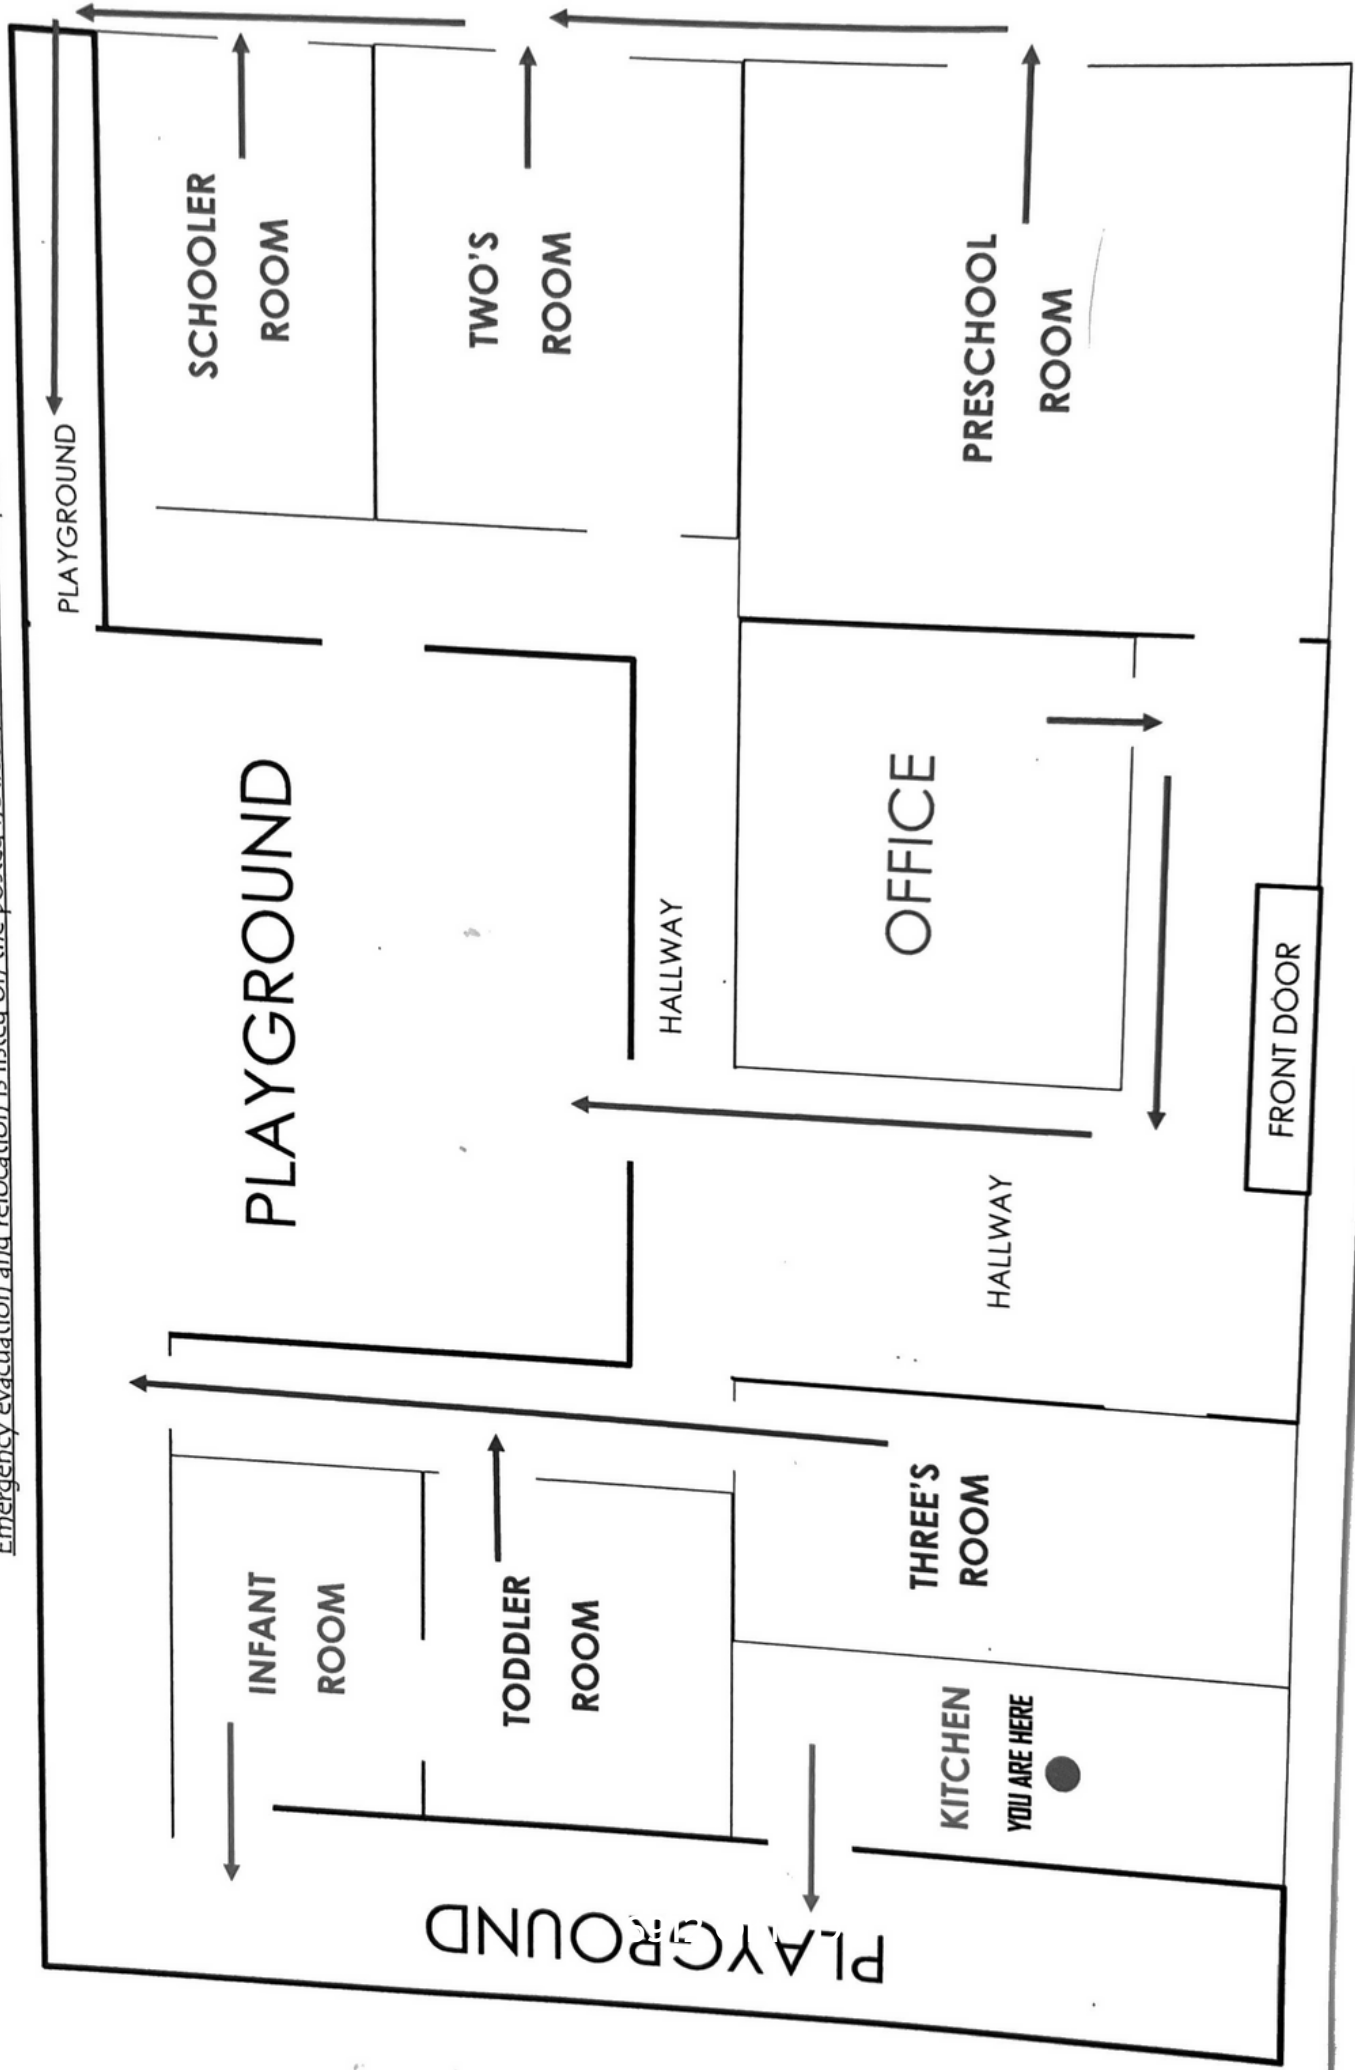 Emergency evacuation and relocation is listed on the posted
PLAYGROUND
SCHOOLER
ROOM
TWO'S
ROOM
PRESCHOOL
ROOM
PLAYGROUND
HALLWAY
OFFICE
FRONT DOOR
HALLWAY
INFANT
ROOM
TODDLER
ROOM
THREE'S
ROOM
KITCHEN
YOU ARE HERE
PLAYGROUND